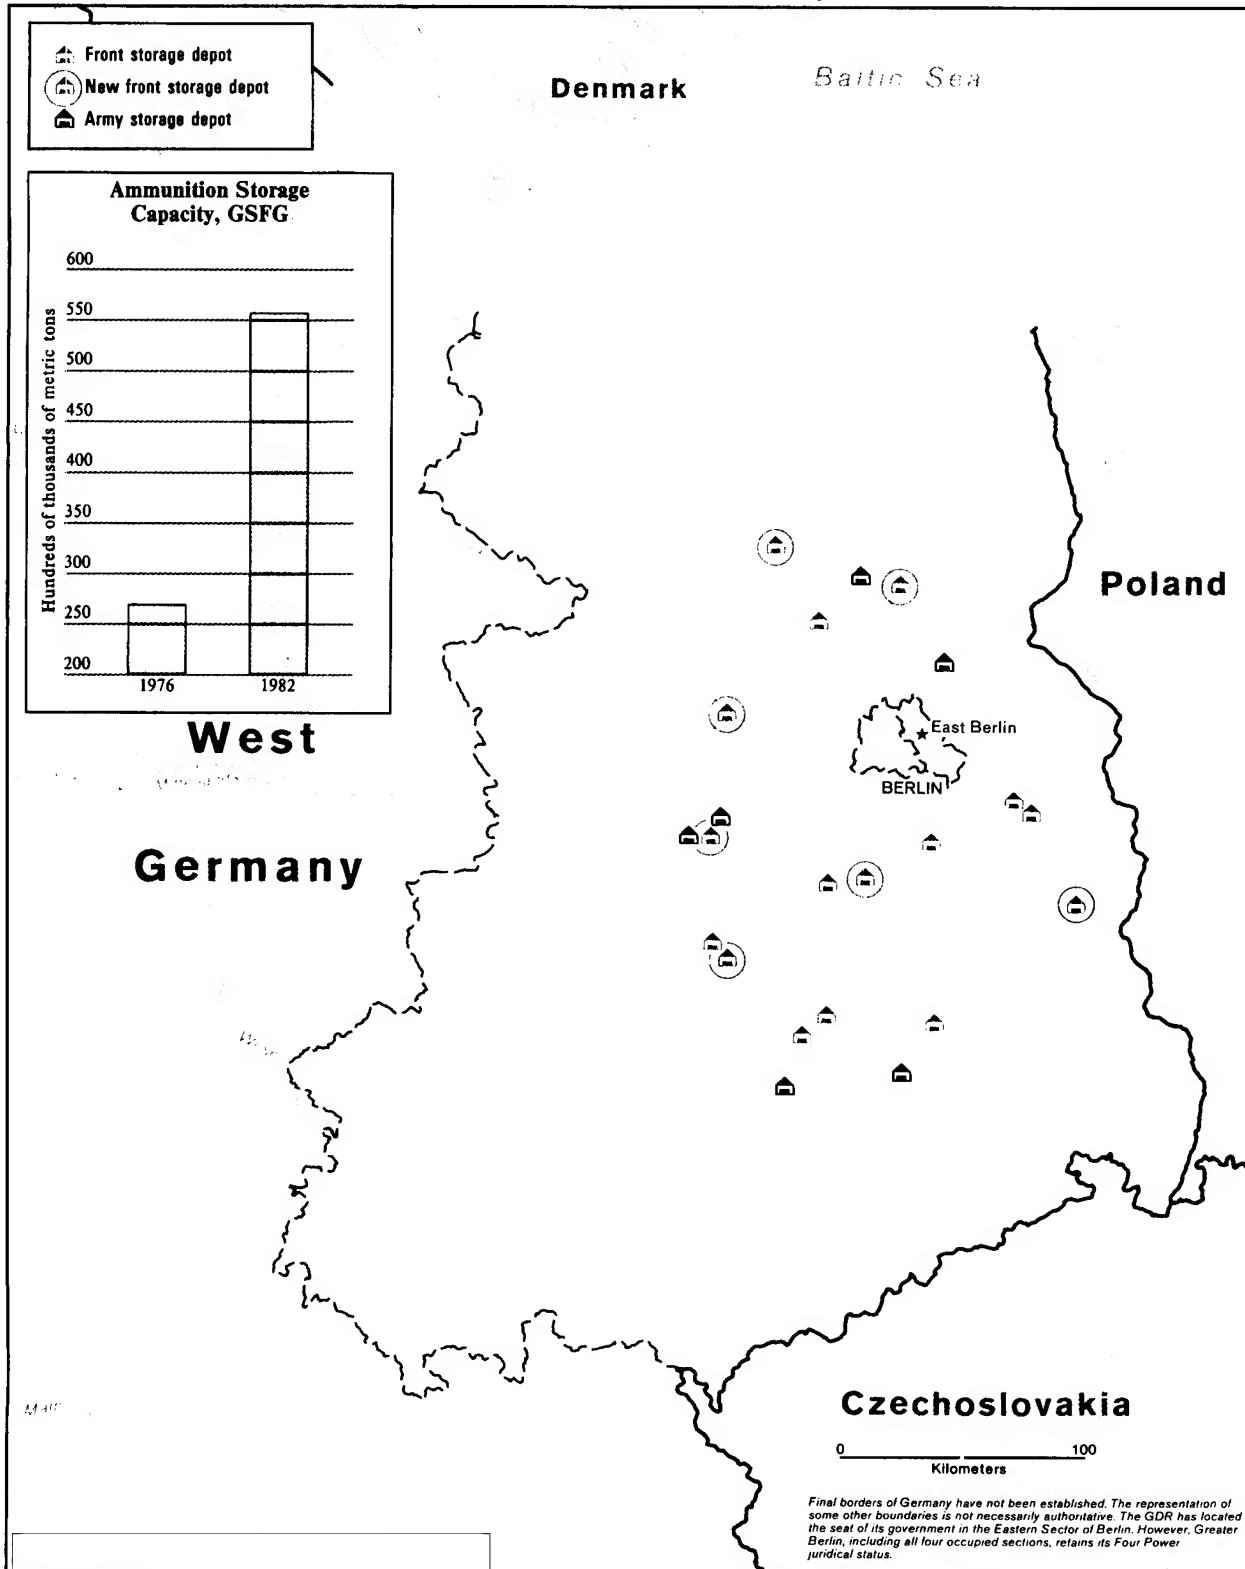 Front storage depot
New front storage depot
Army storage depot
Denmark
Baltic Sea
Ammunition Storage
Capacity, GSFG
Hundreds of thousands of metric tons
600
550
500
450
400
350
300
250
200
1976
1982
Poland
East Berlin
BERLIN
West
Germany
Czechoslovakia
0
100
Kilometers
Final borders of Germany have not been established. The representation of
some other boundaries is not necessarily authoritative. The GDR has located
the seat of its government in the Eastern Sector of Berlin. However, Greater
Berlin, including all four occupied sections, retains its Four Power
juridical status.